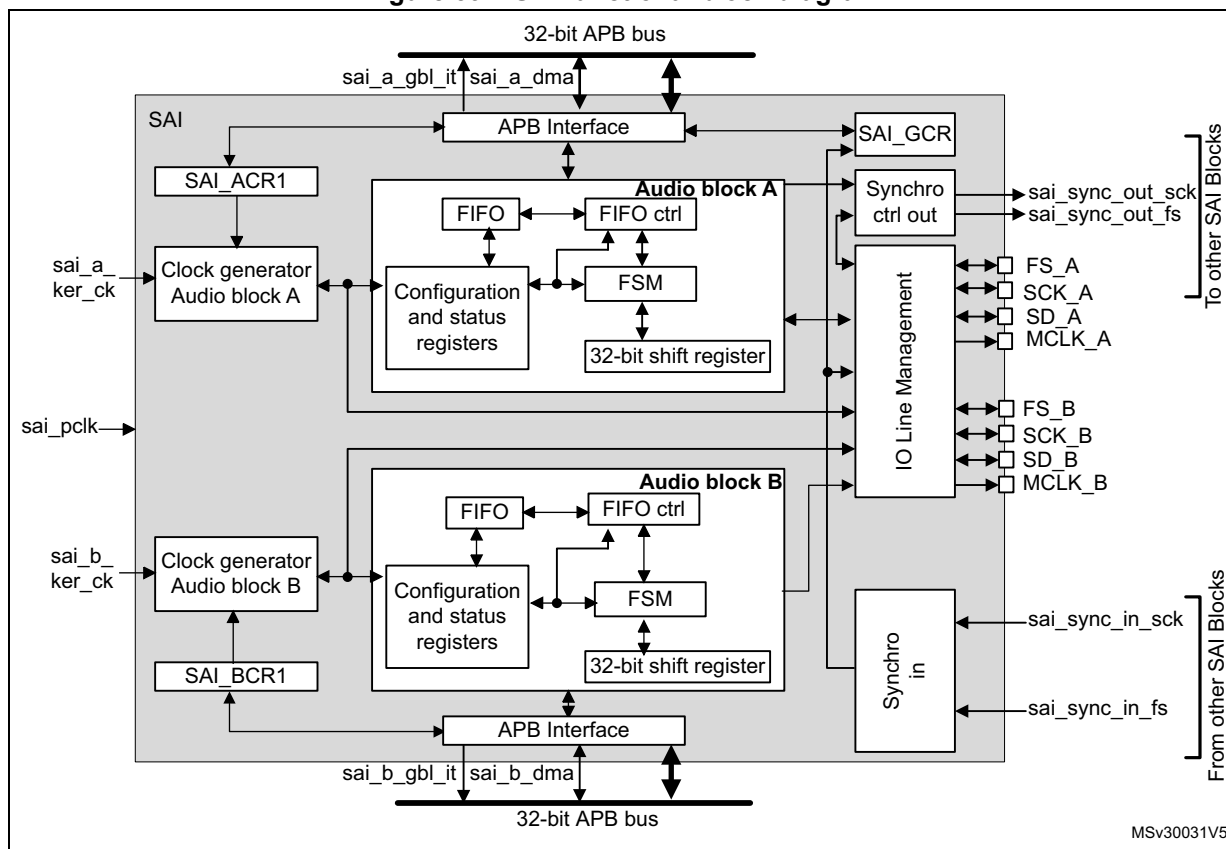 32-bit APB bus
sai_a_gbl_it sai_a_dma
SAI
APB Interface
SAI_GCR
SAI_ACR1
Audio block A
FIFO
FIFO ctrl
Synchro
ctrl out
sai_sync_out_sck
sai_sync_out_fs
To other SAI Blocks
sai_a_
ker_ck
Clock generator
Audio block A
Configuration
and status
registers
FSM
32-bit shift register
IO Line Management
FS_A
SCK_A
SD_A
MCLK_A
sai_pclk
FS_B
SCK_B
SD_B
MCLK_B
Audio block B
FIFO
FIFO ctrl
sai_b_
ker_ck
Clock generator
Audio block B
Configuration
and status
registers
FSM
32-bit shift register
SAI_BCR1
Synchro
in
sai_sync_in_sck
sai_sync_in_fs
From other SAI Blocks
APB Interface
sai_b_gbl_it sai_b_dma
32-bit APB bus
MSv30031V5